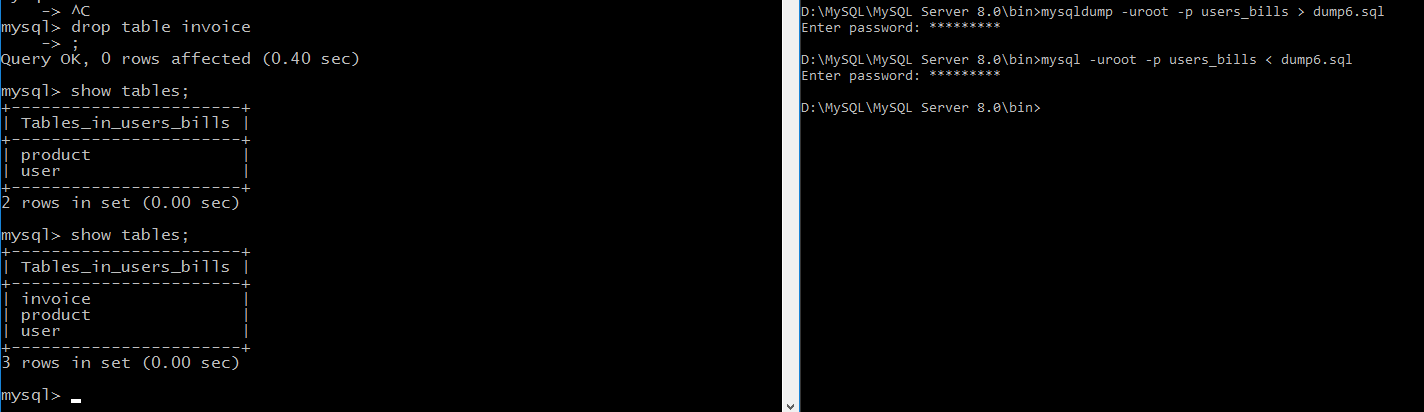 -> ^C
mysql> drop table invoice
    -> ;
Query OK, 0 rows affected (0.40 sec)
mysql> show tables;
+-----------------------+
| Tables_in_users_bills |
+-----------------------+
| product               |
| user                  |
+-----------------------+
2 rows in set (0.00 sec)
mysql> show tables;
+-----------------------+
| Tables_in_users_bills |
+-----------------------+
| invoice               |
| product               |
| user                  |
+-----------------------+
3 rows in set (0.00 sec)
mysql> _
D:\MySQL\MySQL Server 8.0\bin>mysqldump -uroot -p users_bills > dump6.sql
Enter password: *********
D:\MySQL\MySQL Server 8.0\bin>mysql -uroot -p users_bills < dump6.sql
Enter password: *********
D:\MySQL\MySQL Server 8.0\bin>